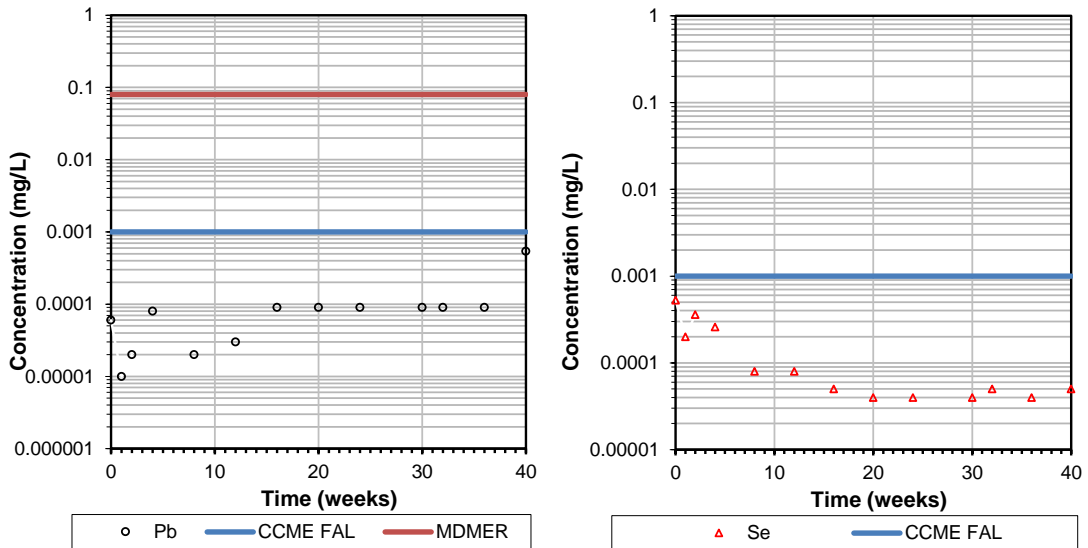 Concentration (mg/L)
1
0.1
0.01
0.001
0.0001
0.00001
0.000001
0 10 20 30 40
Time (weeks)
Pb CCME FAL MDMER
Concentration (mg/L)
1
0.1
0.01
0.001
0.0001
0.00001
0 10 20 30 40
Time (weeks)
Se CCME FAL